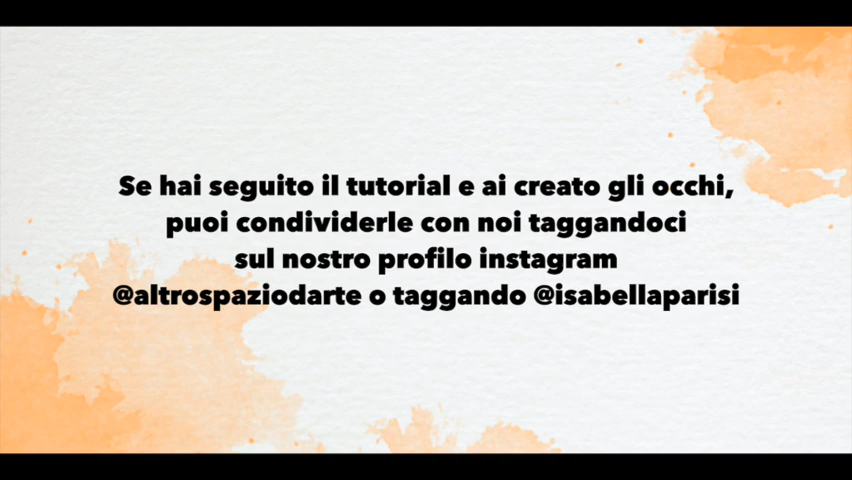 Se hai seguito il tutorial e ai creato gli occhi,
puoi condividerle con noi taggandoci
sul nostro profilo instagram
@altrospaziodarte o taggando @isabellaparisi